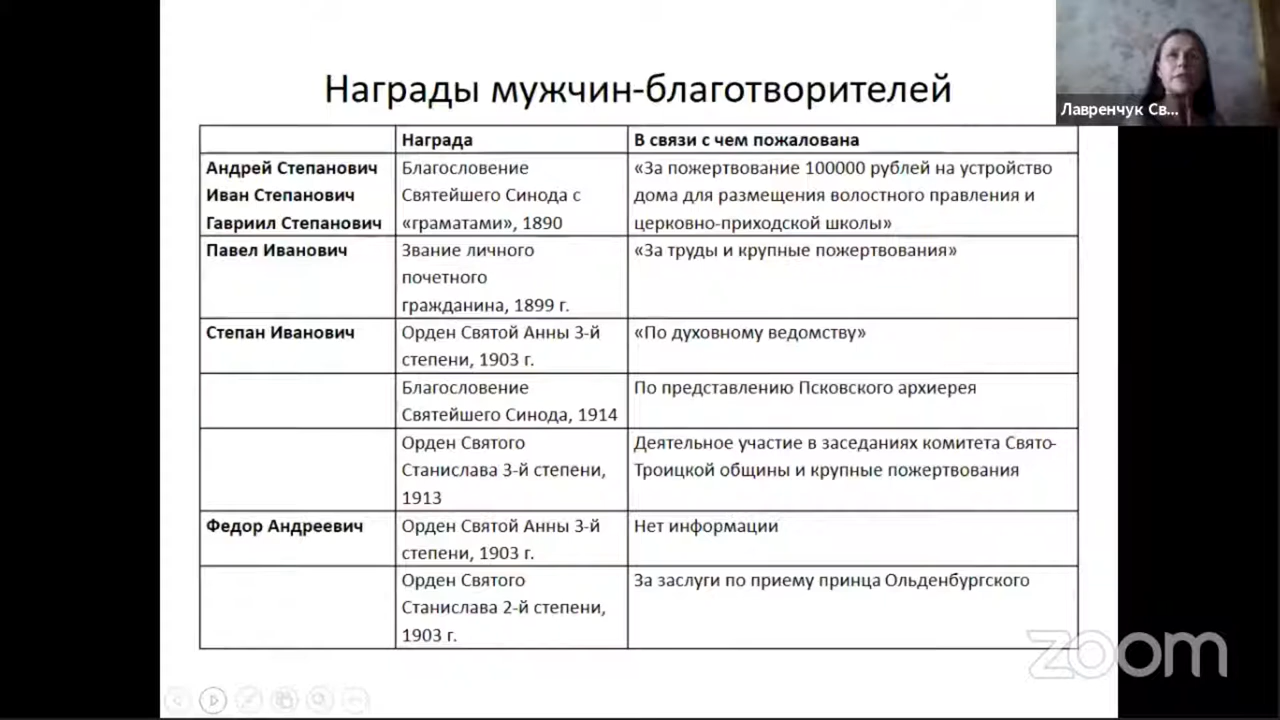 Награды мужчин-благотворителей
Лавренчук Св...
Награда
В связи с чем пожалована
Андрей Степанович
Иван Степанович
Гавриил Степанович
Благословение
Святейшего Синода с
«граматами», 1890
«За пожертвование 100000 рублей на устройство
дома для размещения волостного правления и
церковно-приходской школы»
Павел Иванович
Звание личного
почетного
гражданина, 1899 г.
«За труды и крупные пожертвования»
Степан Иванович
Орден Святой Анны 3-й
степени, 1903 г.
«По духовному ведомству»
Благословение
Святейшего Синода, 1914
По представлению Псковского архиерея
Орден Святого
Станислава 3-й степени,
1913
Деятельное участие в заседаниях комитета Свято-
Троицкой общины и крупные пожертвования
Федор Андреевич
Орден Святой Анны 3-й
степени, 1903 г.
Нет информации
Орден Святого
Станислава 2-й степени,
1903 г.
За заслуги по приему принца Ольденбургского
zoom